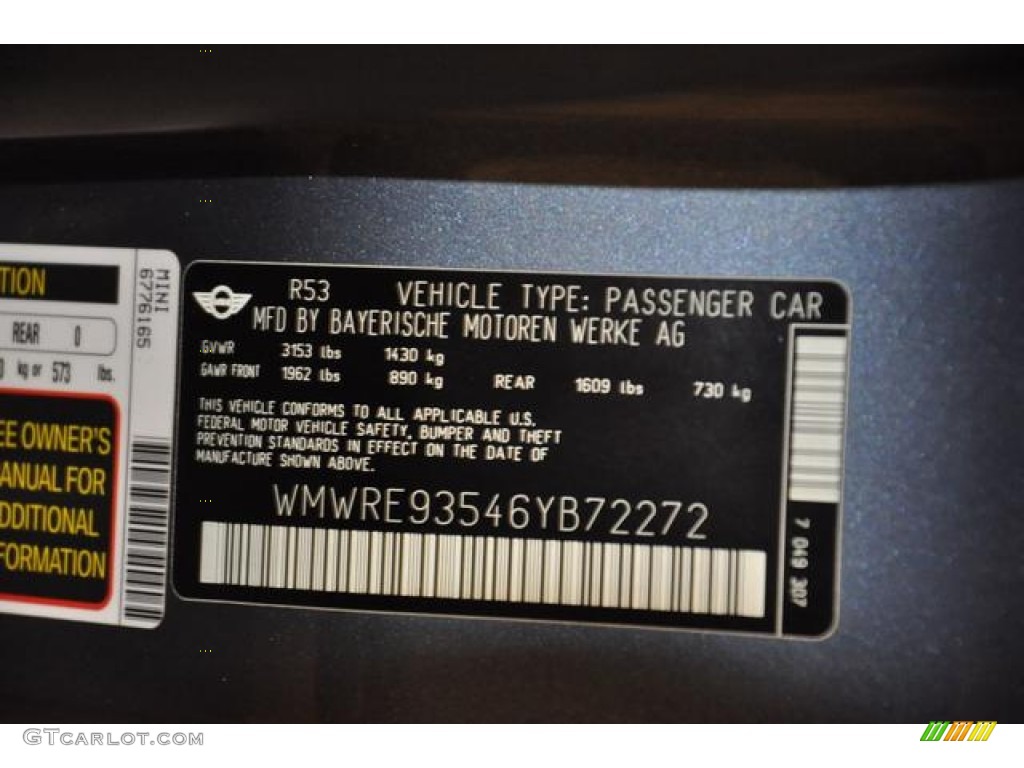 TION
REAR 0
kg or 573 lbs.
EE OWNER'S
ANUAL FOR
DDITIONAL
FORMATION
MINI
6776165
R53 VEHICLE TYPE: PASSENGER CAR
MFD BY BAYERISCHE MOTOREN WERKE AG
GVWR 3153 lbs 1430 kg
GAWR FRONT 1962 lbs 890 kg REAR 1609 lbs 730 kg
THIS VEHICLE CONFORMS TO ALL APPLICABLE U.S.
FEDERAL MOTOR VEHICLE SAFETY, BUMPER AND THEFT
PREVENTION STANDARDS IN EFFECT ON THE DATE OF
MANUFACTURE SHOWN ABOVE.
WMWRE93546YB72272
7 049 307
GTCARLOT.COM